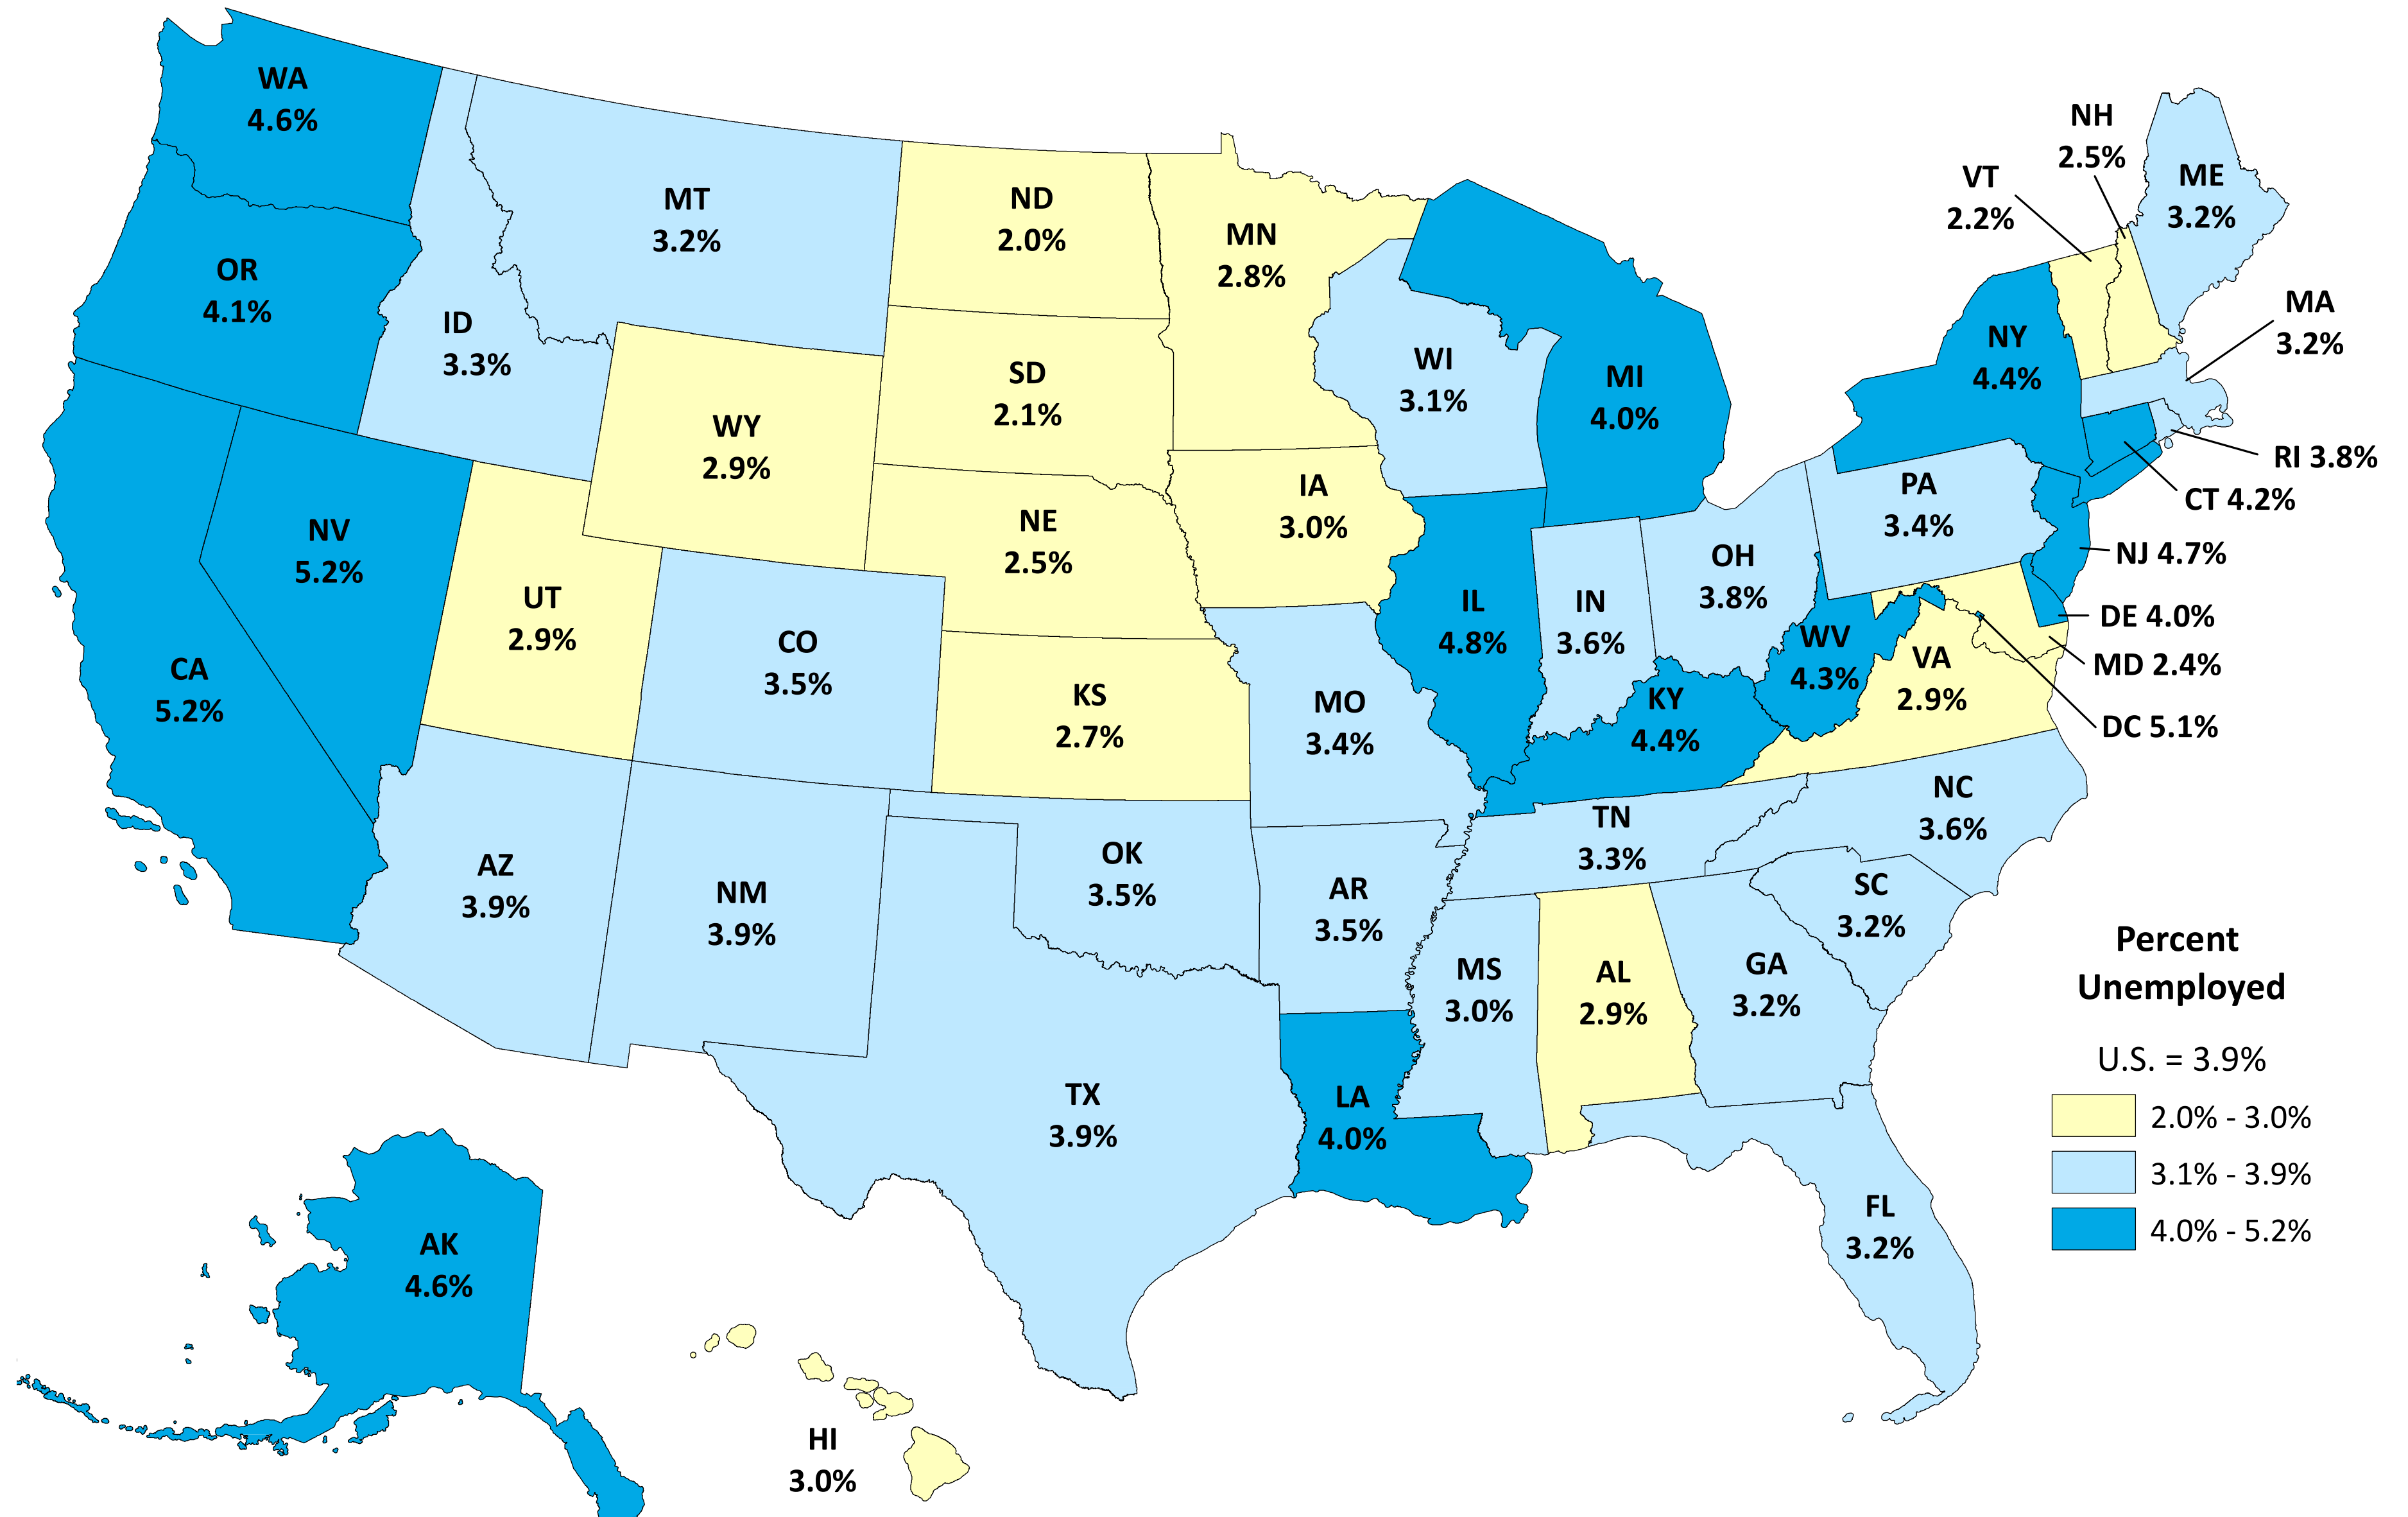 WA
4.6%
OR
4.1%
CA
5.2%
NV
5.2%
ID
3.3%
MT
3.2%
WY
2.9%
UT
2.9%
CO
3.5%
AZ
3.9%
NM
3.9%
ND
2.0%
SD
2.1%
NE
2.5%
KS
2.7%
OK
3.5%
TX
3.9%
MN
2.8%
IA
3.0%
MO
3.4%
AR
3.5%
LA
4.0%
WI
3.1%
IL
4.8%
MI
4.0%
IN
3.6%
OH
3.8%
KY
4.4%
TN
3.3%
MS
3.0%
AL
2.9%
GA
3.2%
FL
3.2%
SC
3.2%
NC
3.6%
VA
2.9%
WV
4.3%
PA
3.4%
NY
4.4%
VT
2.2%
NH
2.5%
ME
3.2%
MA
3.2%
RI 3.8%
CT 4.2%
NJ 4.7%
DE 4.0%
MD 2.4%
DC 5.1%
AK
4.6%
HI
3.0%
Percent
Unemployed
U.S. = 3.9%
2.0% - 3.0%
3.1% - 3.9%
4.0% - 5.2%